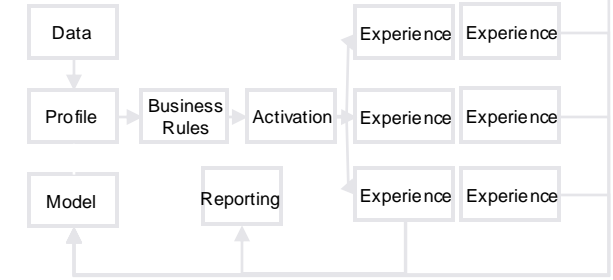 Data
Experience
Experience
Profile
Business
Rules
Activation
Experience
Experience
Model
Reporting
Experience
Experience